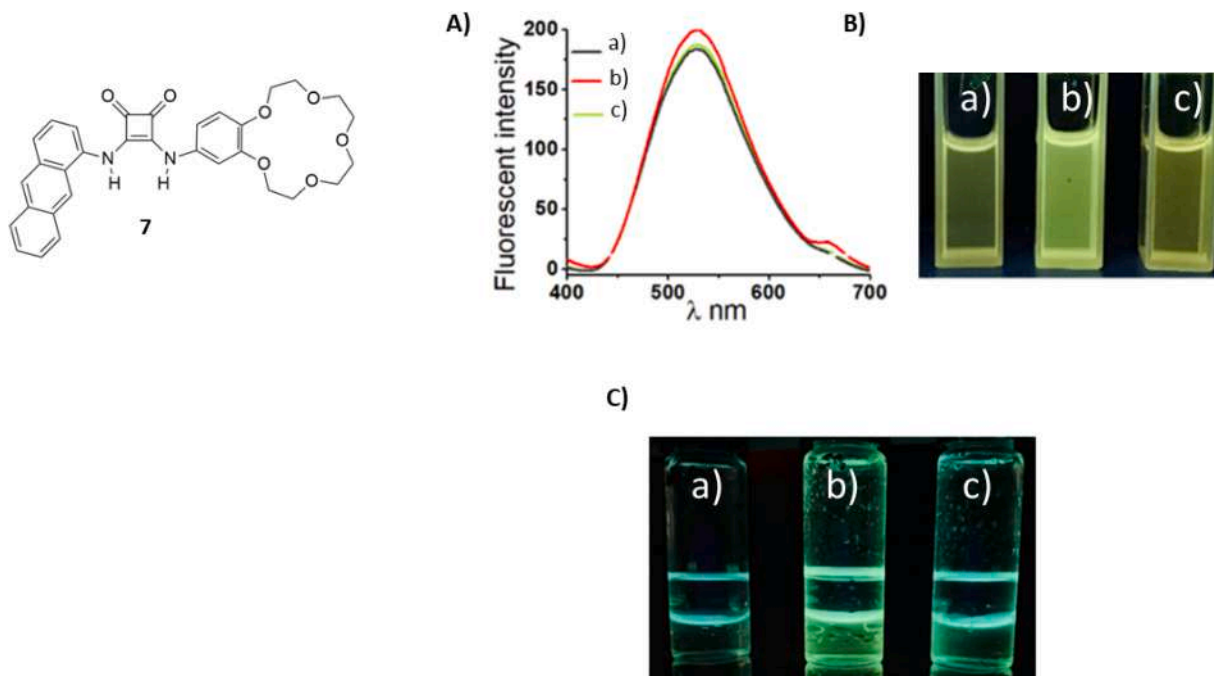 A)
B)
C)
O O
N N
H H
O O O O O
7
Fluorescent intensity
200
150
100
50
0
400 500 600 700
λ nm
a)
b)
c)
a) b) c)
a) b) c)